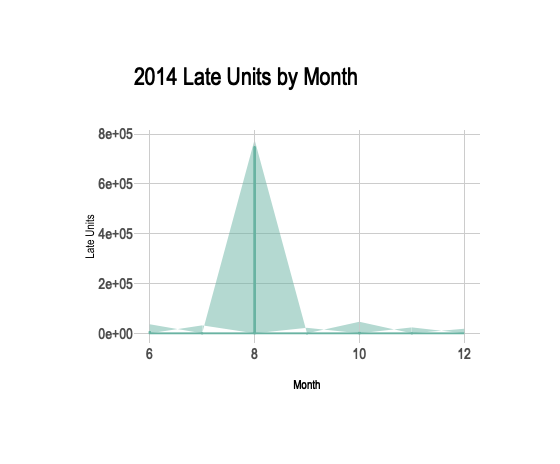 2014 Late Units by Month
8e+05
6e+05
4e+05
2e+05
0e+00
Late Units
6 8 10 12
Month